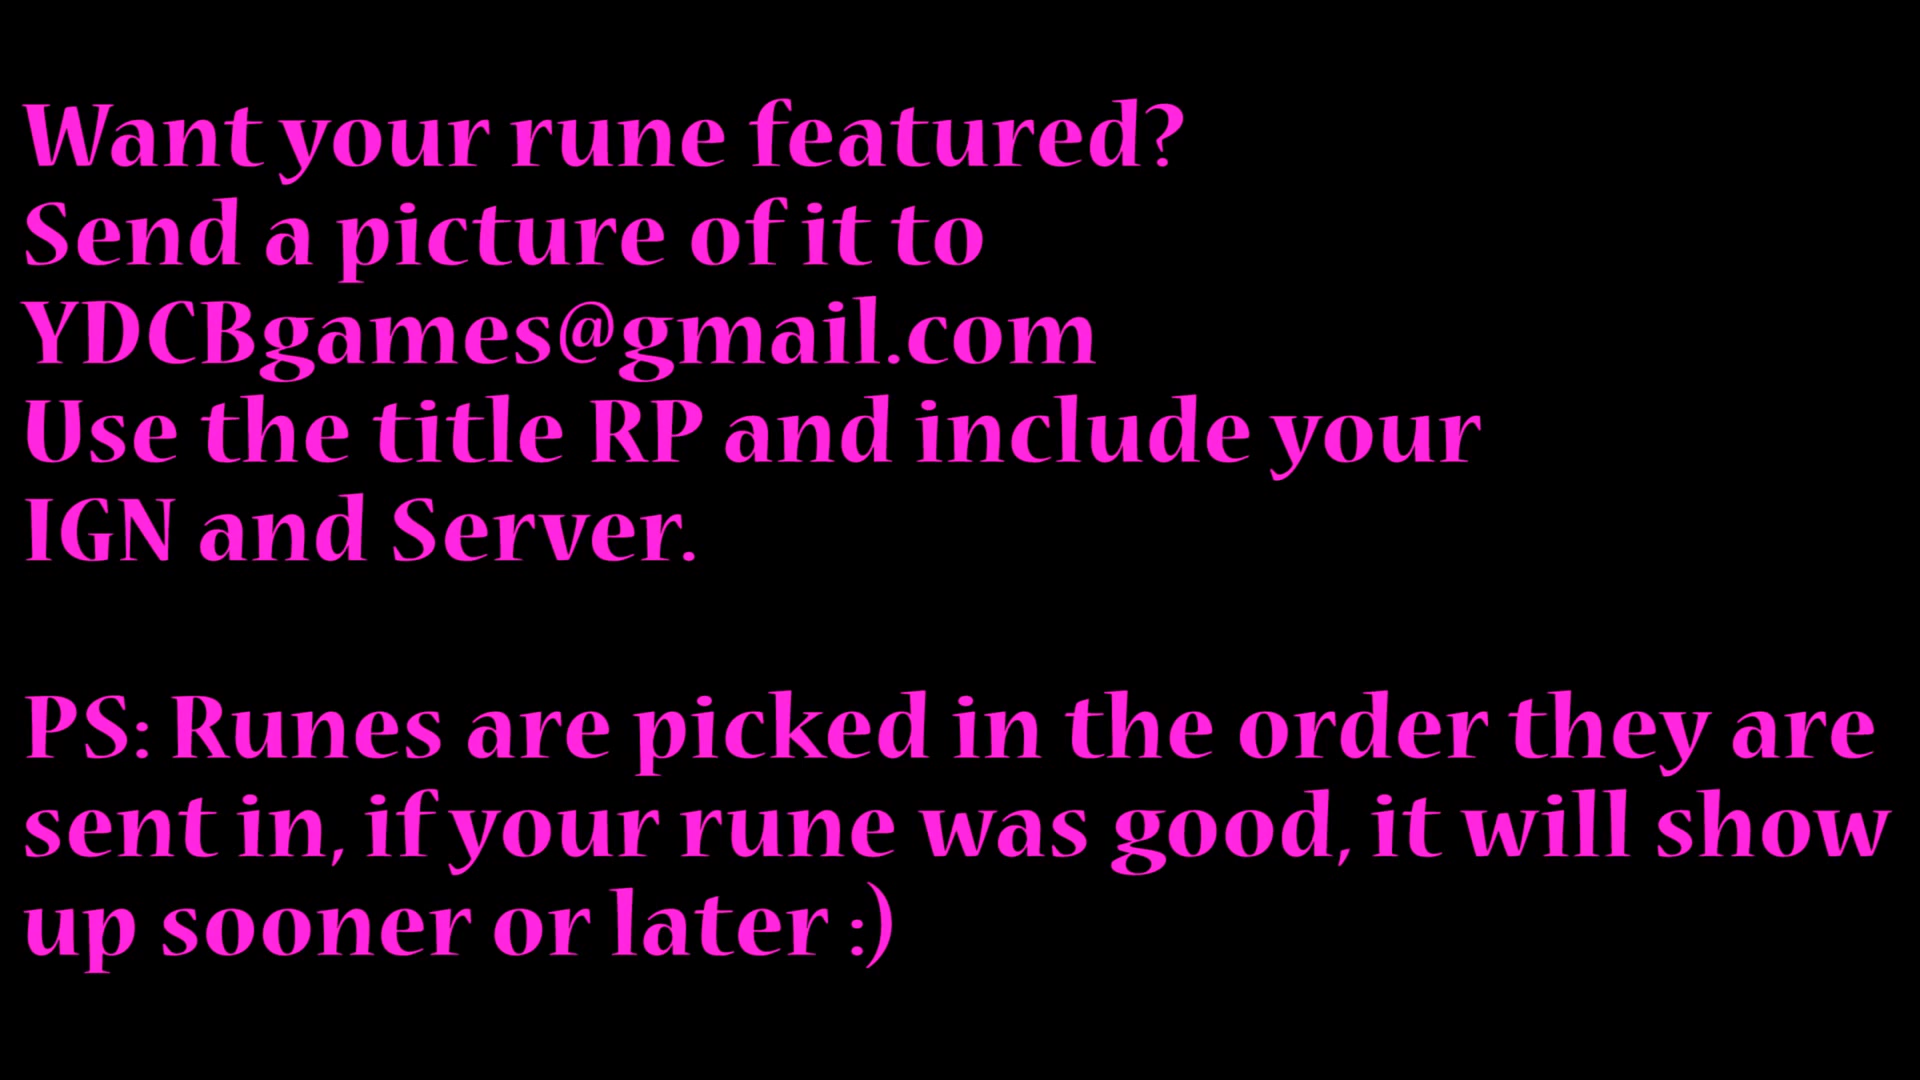 Want your rune featured?
Send a picture of it to
YDCBgames@gmail.com
Use the title RP and include your
IGN and Server.
PS: Runes are picked in the order they are
sent in, if your rune was good, it will show
up sooner or later :)